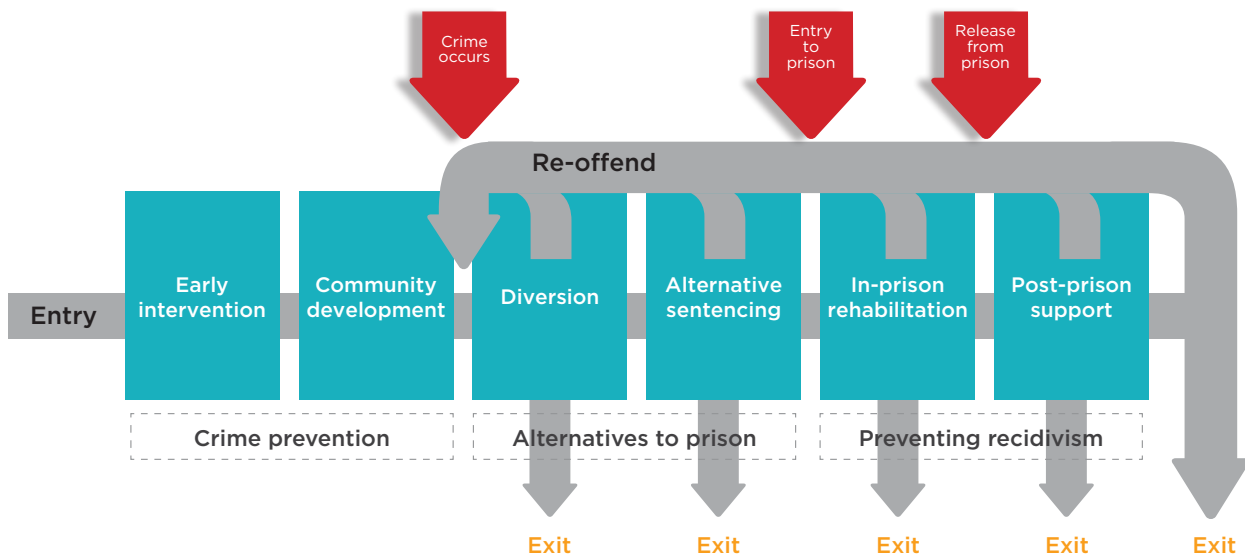 Crime
occurs
Entry
to
prison
Release
from
prison
Re-offend
Entry
Early
intervention
Community
development
Diversion
Alternative
sentencing
In-prison
rehabilitation
Post-prison
support
Crime prevention
Alternatives to prison
Preventing recidivism
Exit
Exit
Exit
Exit
Exit